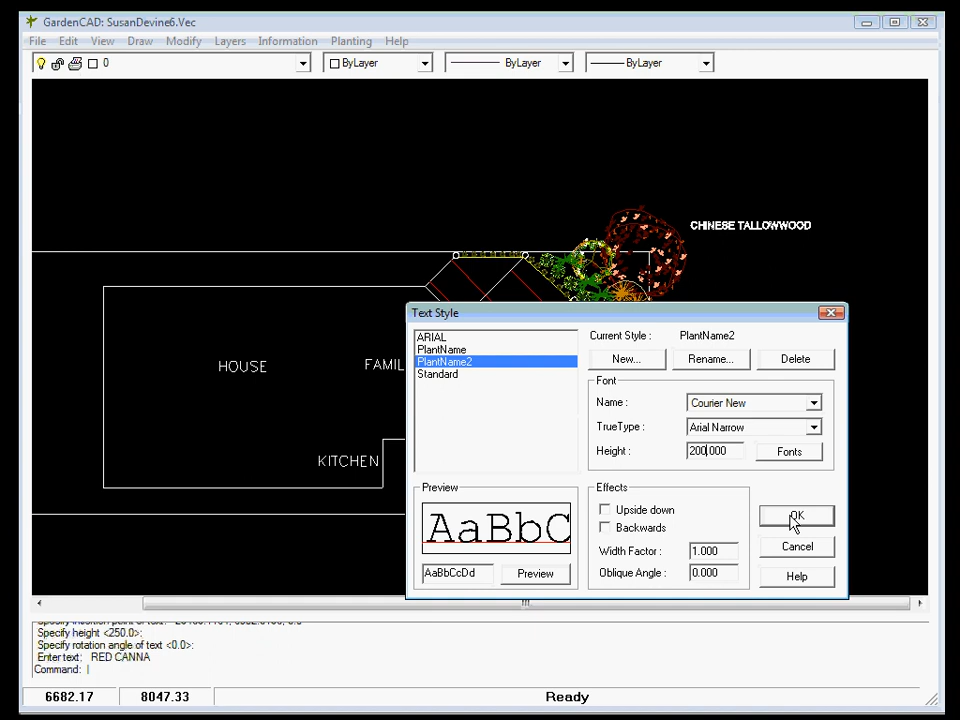 GardenCAD: SusanDevine6.Vec
File Edit View Draw Modify Layers Information Planting Help
0 ByLayer ByLayer ByLayer
CHINESE TALLOWWOOD
HOUSE
FAMIL
KITCHEN
Text Style
ARIAL
PlantName
PlantName2
Standard
Current Style : PlantName2
New... Rename... Delete
Font
Name : Courier New
TrueType : Arial Narrow
Height : 200.000 Fonts
Preview
AaBbC
AaBbCcDd Preview
Effects
Upside down
Backwards
Width Factor : 1.000
Oblique Angle : 0.000
OK
Cancel
Help
Specify height <250.0>:
Specify rotation angle of text <0.0>:
Enter text: RED CANNA
Command:
6682.17 8047.33 Ready